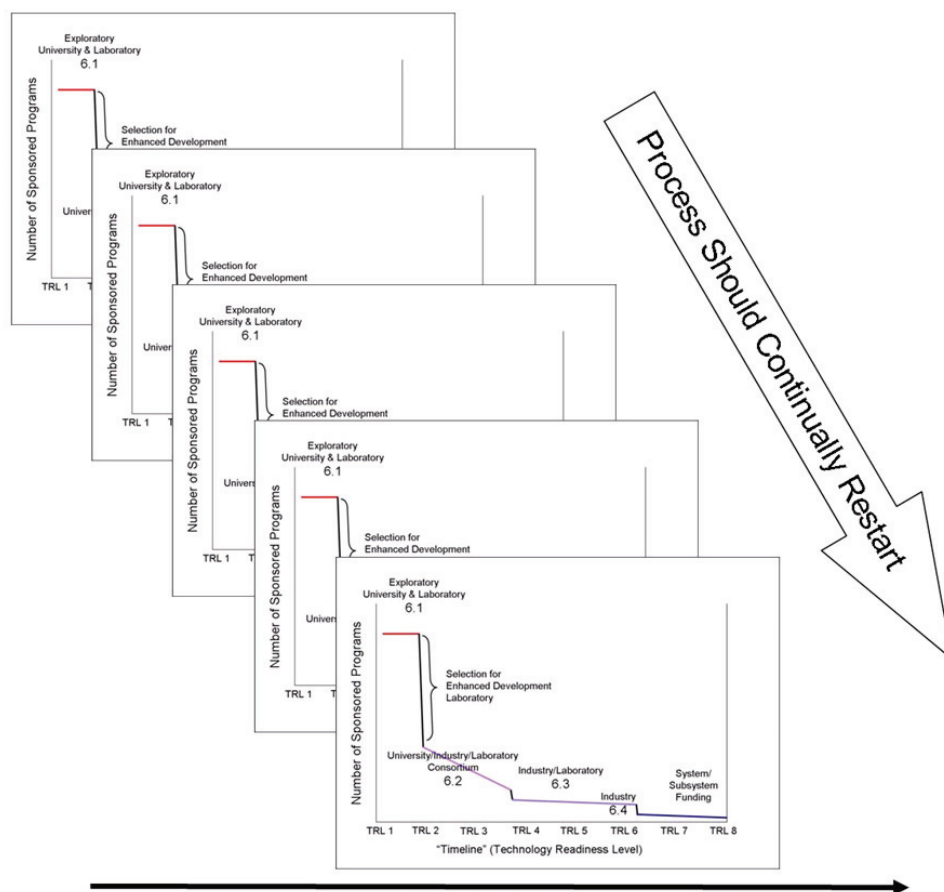 Exploratory
University & Laboratory
6.1
Number of Sponsored Programs
Selection for
Enhanced Development
Univers
TRL 1 T
Exploratory
University & Laboratory
6.1
Number of Sponsored Programs
Selection for
Enhanced Development
Univer
TRL 1 T
Exploratory
University & Laboratory
6.1
Number of Sponsored Programs
Selection for
Enhanced Development
Univer
TRL 1 T
Exploratory
University & Laboratory
6.1
Number of Sponsored Programs
Selection for
Enhanced Development
Univer
TRL 1 T
Exploratory
University & Laboratory
6.1
Number of Sponsored Programs
Selection for
Enhanced Development
Laboratory
University/Industry/Laboratory
Consortium
6.2
Industry/Laboratory
6.3
Industry
6.4
System/
Subsystem
Funding
TRL 1 TRL 2 TRL 3 TRL 4 TRL 5 TRL 6 TRL 7 TRL 8
“Timeline” (Technology Readiness Level)
Process Should Continually Restart